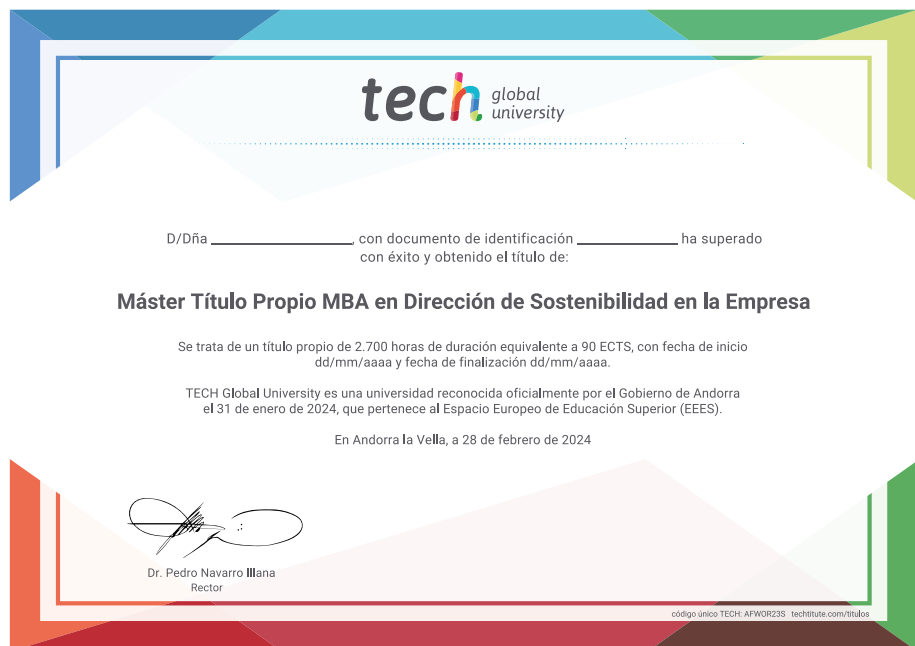 tech global university
D/Dña ____________________, con documento de identificación ______________ ha superado
con éxito y obtenido el título de:
Máster Título Propio MBA en Dirección de Sostenibilidad en la Empresa
Se trata de un título propio de 2.700 horas de duración equivalente a 90 ECTS, con fecha de inicio
dd/mm/aaaa y fecha de finalización dd/mm/aaaa.
TECH Global University es una universidad reconocida oficialmente por el Gobierno de Andorra
el 31 de enero de 2024, que pertenece al Espacio Europeo de Educación Superior (EEES).
En Andorra la Vella, a 28 de febrero de 2024
Dr. Pedro Navarro Illana
Rector
código único TECH: AFWOR23S techtitute.com/titulos